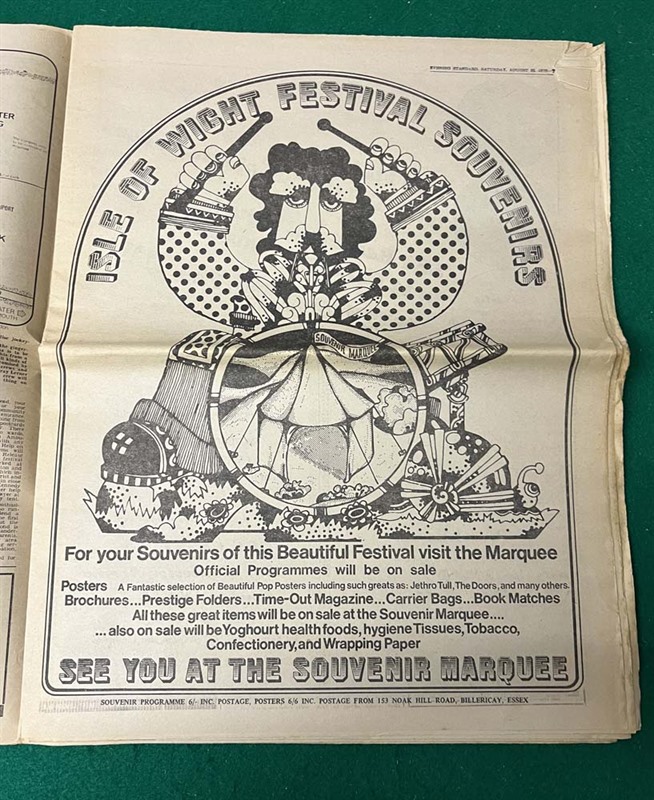 EVENING STANDARD, SATURDAY, AUGUST
ISLE OF WIGHT FESTIVAL SOUVENIRS
SOUVENIR MARQUEE
For your Souvenirs of this Beautiful Festival visit the Marquee
Official Programmes will be on sale
Posters A Fantastic selection of Beautiful Pop Posters including such greats as: Jethro Tull, The Doors, and many others.
Brochures...Prestige Folders...Time-Out Magazine...Carrier Bags...Book Matches
All these great items will be on sale at the Souvenir Marquee....
...also on sale will be Yoghourt health foods, hygiene Tissues, Tobacco,
Confectionery, and Wrapping Paper
SEE YOU AT THE SOUVENIR MARQUEE
SOUVENIR PROGRAMME 6/- INC. POSTAGE, POSTERS 6/6 INC. POSTAGE FROM 153 NOAK HILL ROAD, BILLERICAY, ESSEX